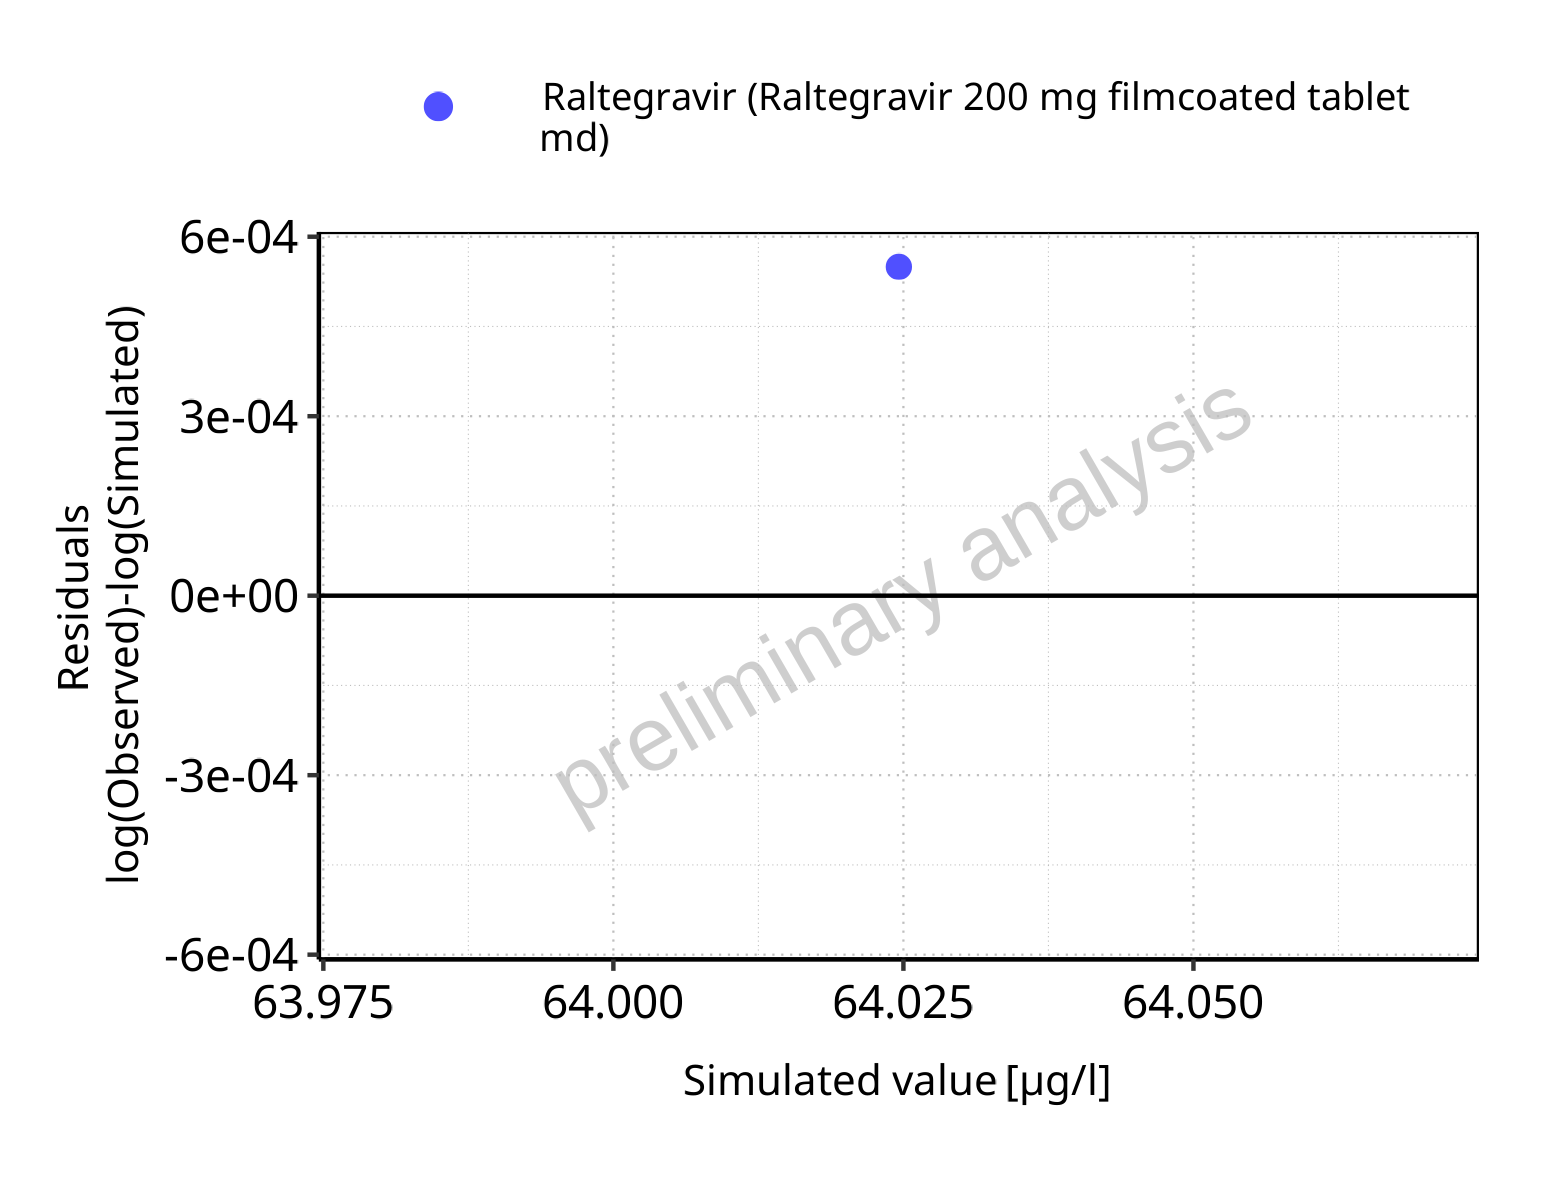 Raltegravir (Raltegravir 200 mg filmcoated tablet
md)
6e-04
3e-04
0e+00
-3e-04
-6e-04
Residuals
log(Observed)-log(Simulated)
preliminary analysis
63.975
64.000
64.025
64.050
Simulated value [µg/l]